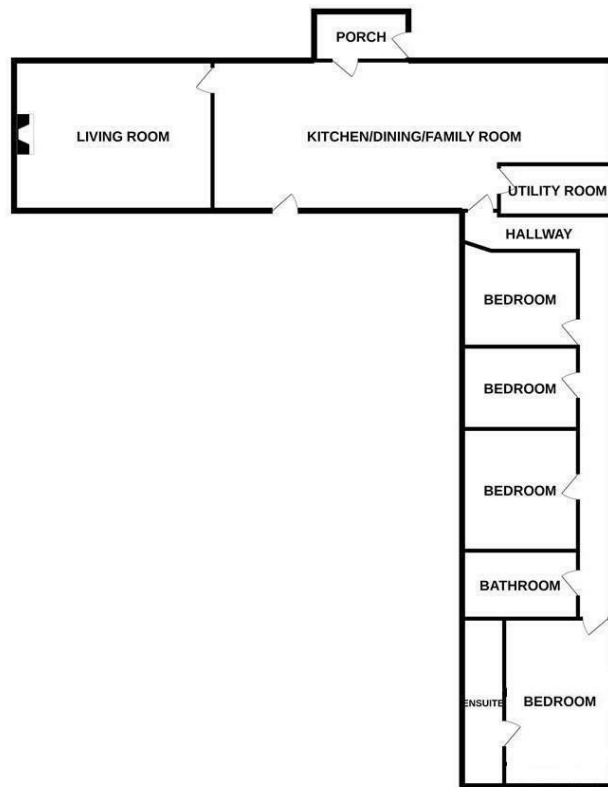 PORCH
LIVING ROOM
KITCHEN/DINING/FAMILY ROOM
UTILITY ROOM
HALLWAY
BEDROOM
BEDROOM
BEDROOM
BATHROOM
ENSUITE
BEDROOM